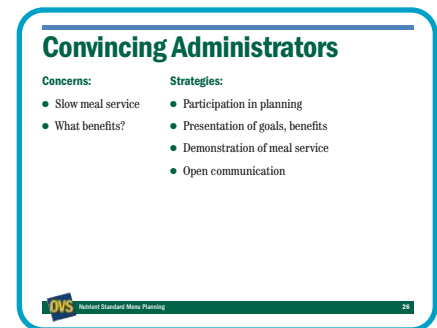 Convincing Administrators
Concerns:
● Slow meal service
● What benefits?
Strategies:
● Participation in planning
● Presentation of goals, benefits
● Demonstration of meal service
● Open communication
OVS Nutrient Standard Menu Planning 26